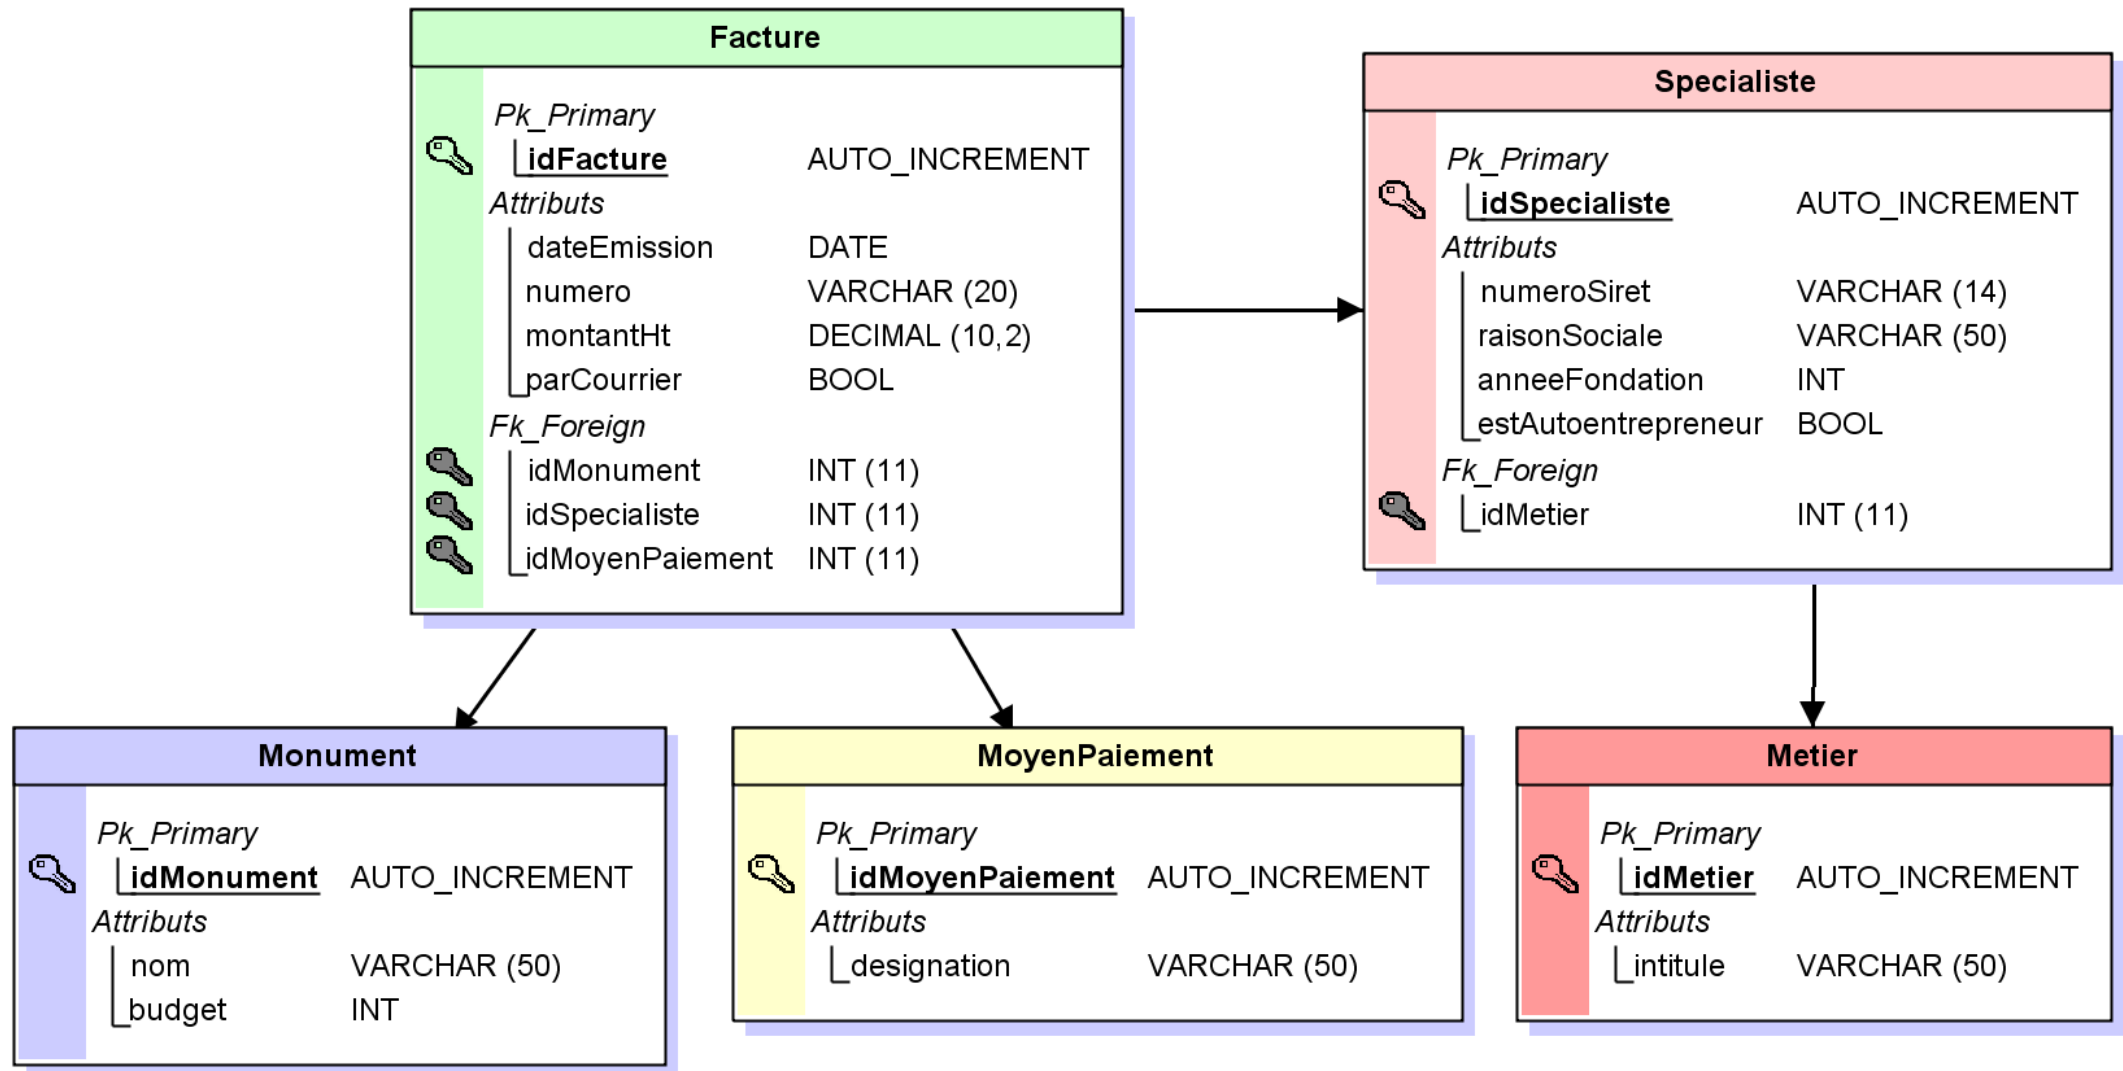 Facture
Pk_Primary
idFacture AUTO_INCREMENT
Attributs
dateEmission DATE
numero VARCHAR (20)
montantHt DECIMAL (10,2)
parCourrier BOOL
Fk_Foreign
idMonument INT (11)
idSpecialiste INT (11)
idMoyenPaiement INT (11)
Specialiste
Pk_Primary
idSpecialiste AUTO_INCREMENT
Attributs
numeroSiret VARCHAR (14)
raisonSociale VARCHAR (50)
anneeFondation INT
estAutoentrepreneur BOOL
Fk_Foreign
idMetier INT (11)
Monument
Pk_Primary
idMonument AUTO_INCREMENT
Attributs
nom VARCHAR (50)
budget INT
MoyenPaiement
Pk_Primary
idMoyenPaiement AUTO_INCREMENT
Attributs
designation VARCHAR (50)
Metier
Pk_Primary
idMetier AUTO_INCREMENT
Attributs
intitule VARCHAR (50)